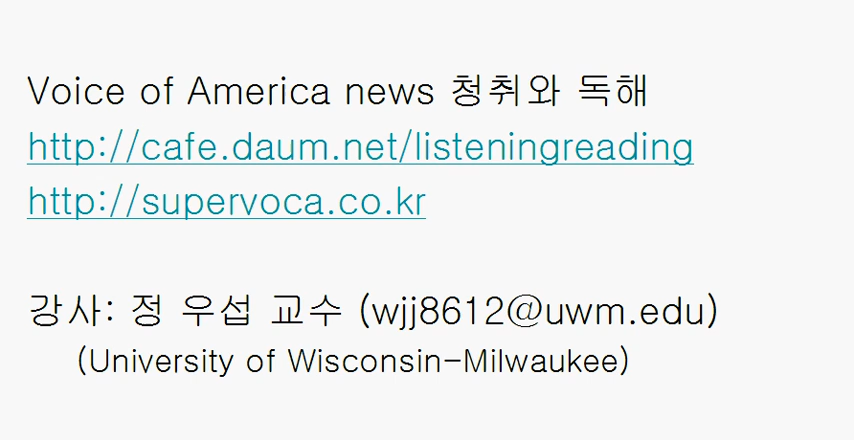 Voice of America news 청취와 독해
http://cafe.daum.net/listeningreading
http://supervoca.co.kr
강사: 정 우섭 교수 (wjj8612@uwm.edu)
(University of Wisconsin-Milwaukee)